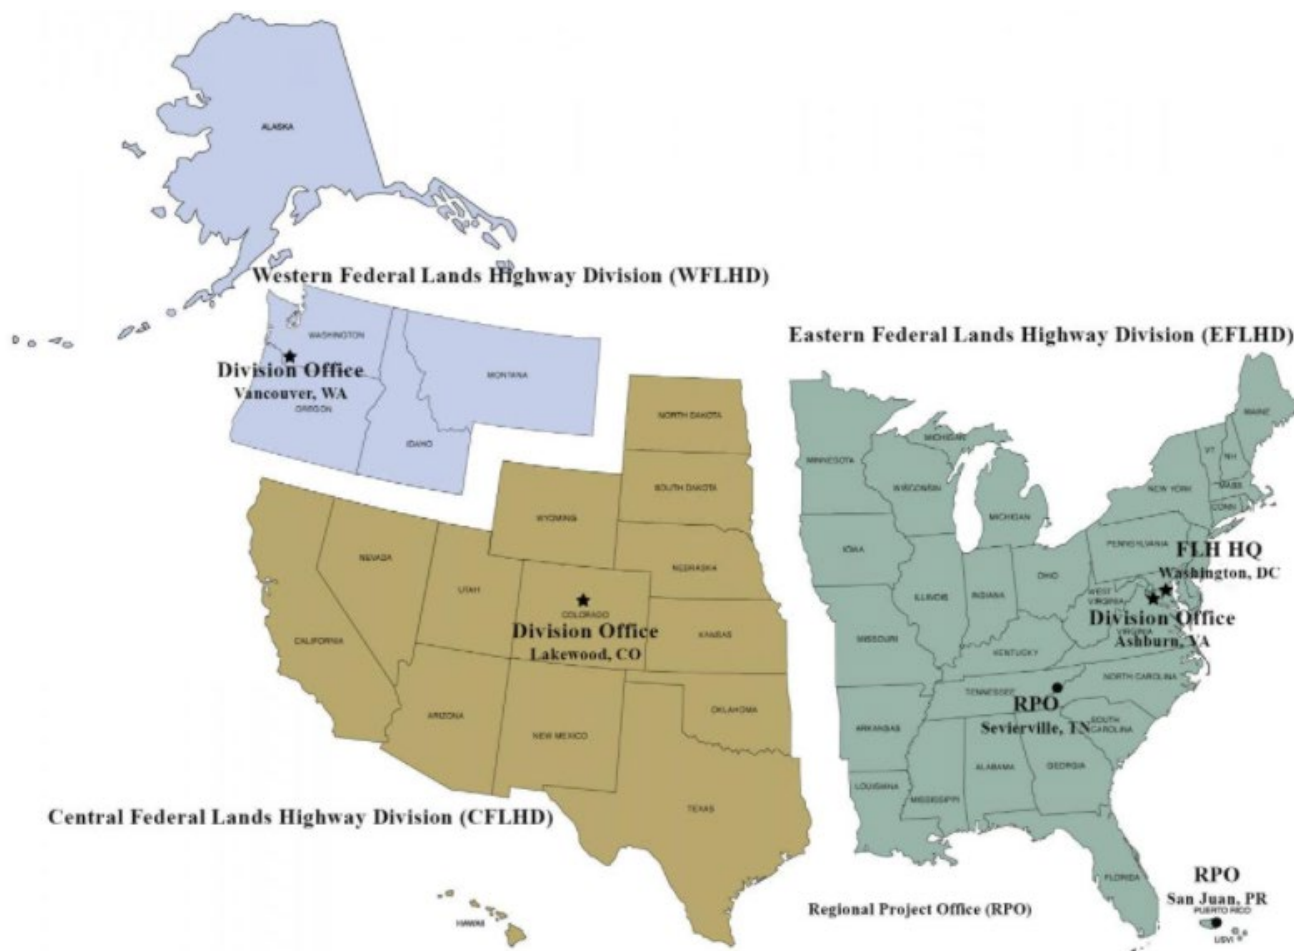 ALASKA
Western Federal Lands Highway Division (WFLHD)
WASHINGTON
Division Office
Vancouver, WA
OREGON
MONTANA
IDAHO
Eastern Federal Lands Highway Division (EFLHD)
NORTH DAKOTA
SOUTH DAKOTA
WYOMING
NEBRASKA
NEVADA
UTAH
COLORADO
Division Office
Lakewood, CO
KANSAS
CALIFORNIA
ARIZONA
NEW MEXICO
OKLAHOMA
TEXAS
Central Federal Lands Highway Division (CFLHD)
HAWAII
MAINE
MINNESOTA
MICHIGAN
VT
NH
WISCONSIN
NEW YORK
MASS
MICHIGAN
CONN
IOWA
PENNSYLVANIA
FLH HQ
Washington, DC
OHIO
ILLINOIS
INDIANA
WEST
VIRGINIA
Division Office
VIRGINIA
Ashburn, VA
MISSOURI
KENTUCKY
NORTH CAROLINA
TENNESSEE
RPO
Sevierville, TN
SOUTH
CAROLINA
ARKANSAS
ALABAMA
GEORGIA
LOUISIANA
MISSISSIPPI
FLORIDA
RPO
San Juan, PR
PUERTO RICO
USVI
Regional Project Office (RPO)